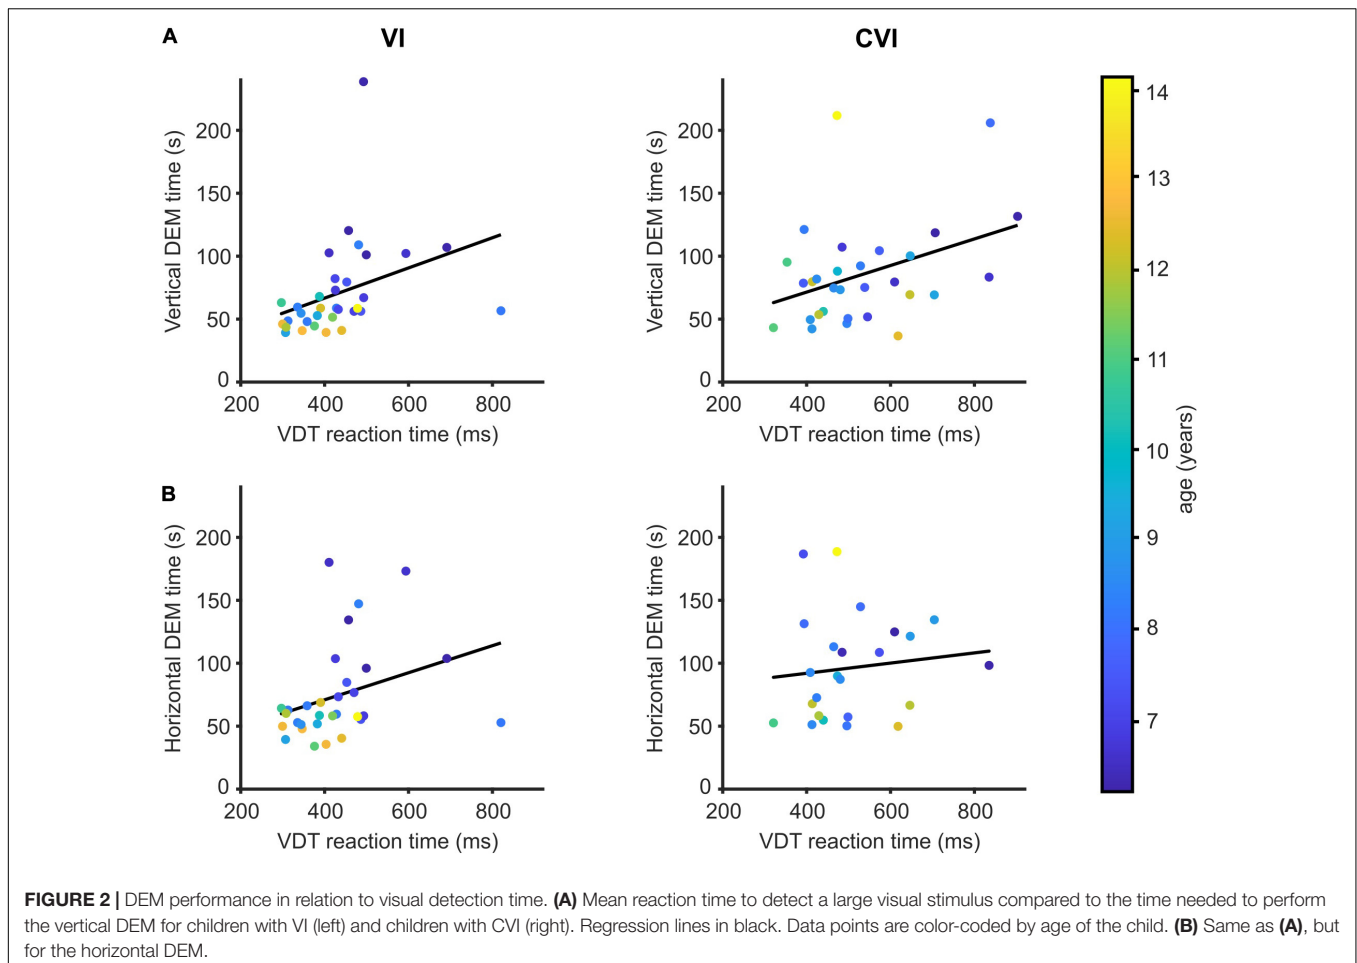 A
VI
CVI
Vertical DEM time (s)
200
150
100
50
0
200 400 600 800
VDT reaction time (ms)
Vertical DEM time (s)
200
150
100
50
0
200 400 600 800
VDT reaction time (ms)
B
Horizontal DEM time (s)
200
150
100
50
0
200 400 600 800
VDT reaction time (ms)
Horizontal DEM time (s)
200
150
100
50
0
200 400 600 800
VDT reaction time (ms)
14
13
12
11
10
9
8
7
age (years)
FIGURE 2 | DEM performance in relation to visual detection time. (A) Mean reaction time to detect a large visual stimulus compared to the time needed to perform
the vertical DEM for children with VI (left) and children with CVI (right). Regression lines in black. Data points are color-coded by age of the child. (B) Same as (A), but
for the horizontal DEM.